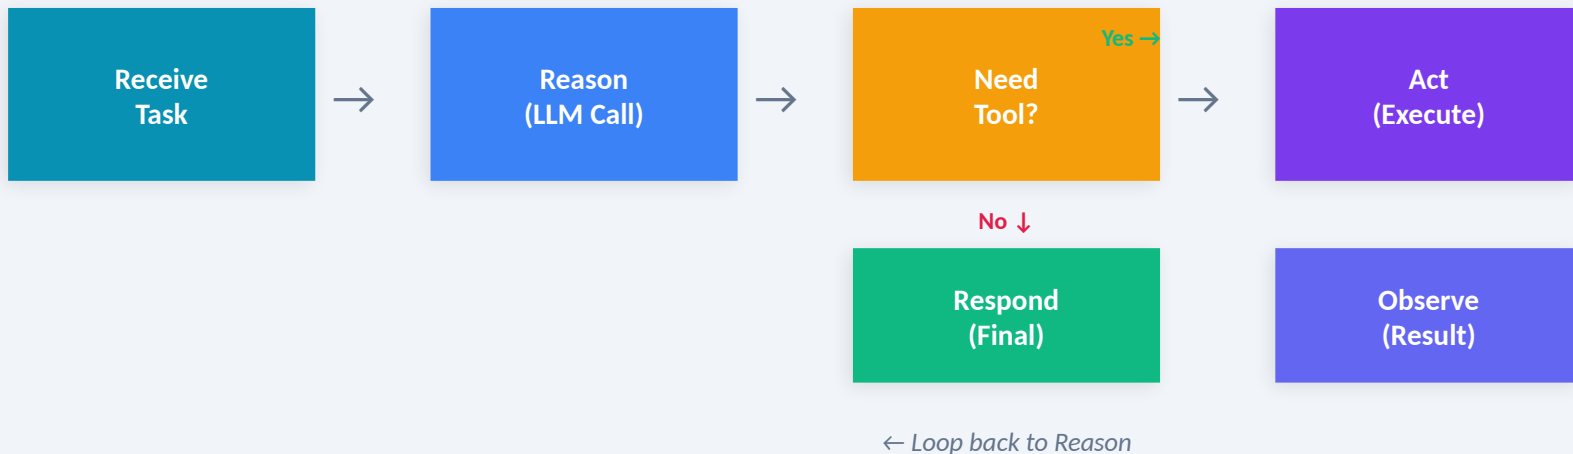 Receive
Task
→
Reason
(LLM Call)
→
Need
Tool?
Yes →
→
Act
(Execute)
No ↓
Respond
(Final)
Observe
(Result)
← Loop back to Reason